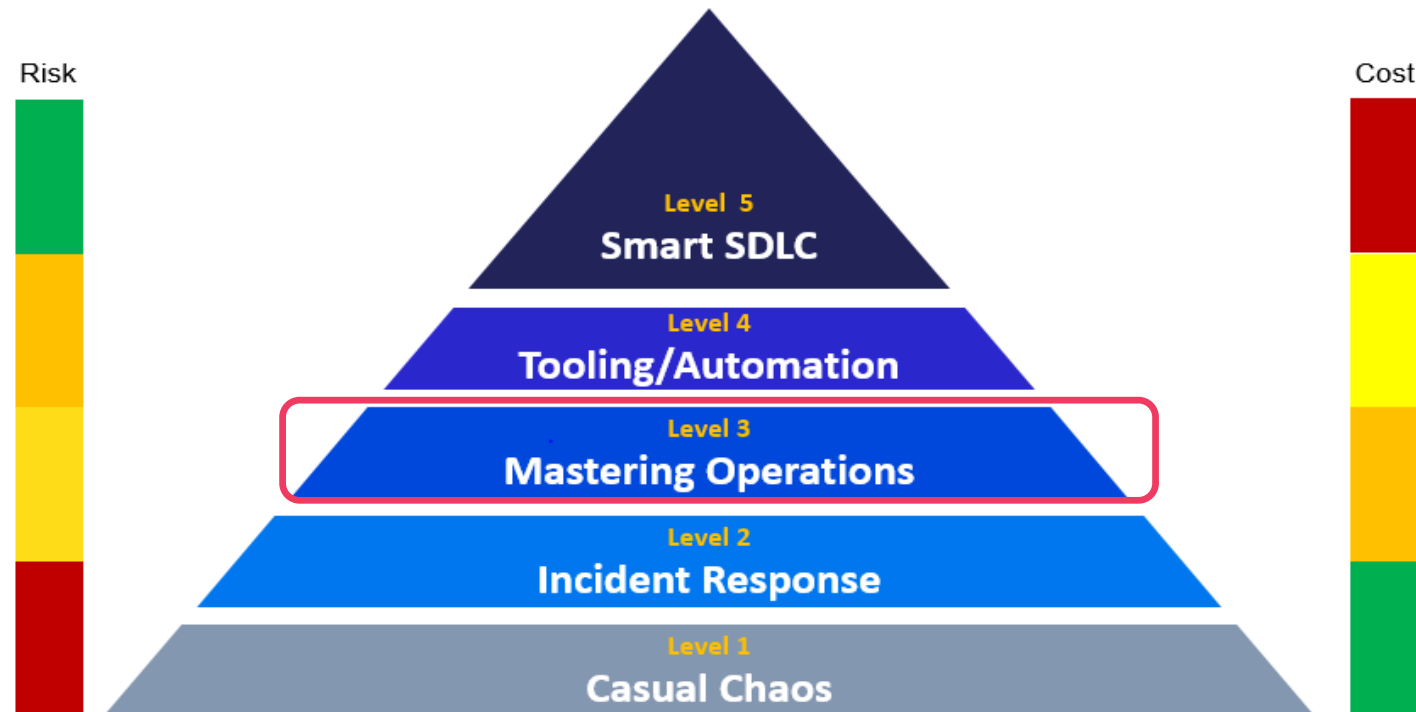 Risk
Cost
Level 5
Smart SDLC
Level 4
Tooling/Automation
Level 3
Mastering Operations
Level 2
Incident Response
Level 1
Casual Chaos